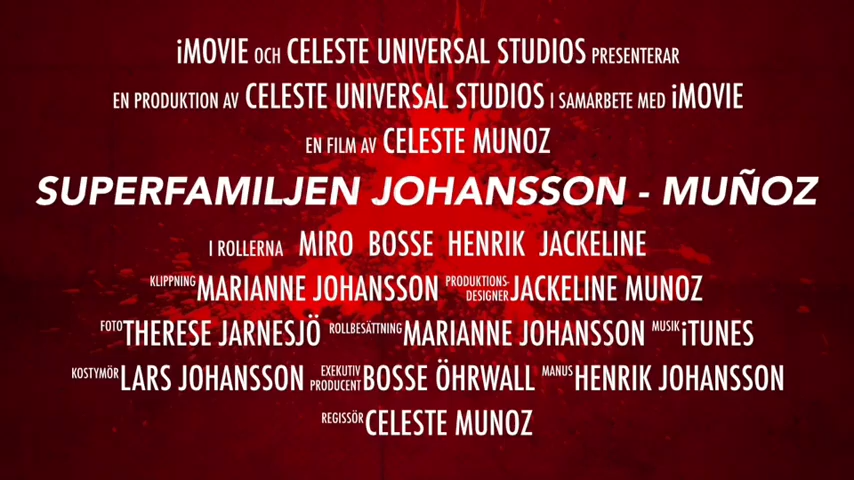 iMOVIE OCH CELESTE UNIVERSAL STUDIOS PRESENTERAR
EN PRODUKTION AV CELESTE UNIVERSAL STUDIOS I SAMARBETE MED iMOVIE
EN FILM AV CELESTE MUNOZ
SUPERFAMILJEN JOHANSSON - MUÑOZ
I ROLLERNA MIRO BOSSE HENRIK JACKELINE
KLIPPNING MARIANNE JOHANSSON PRODUKTIONS-DESIGNER JACKELINE MUNOZ
FOTO THERESE JARNESJÖ ROLLBESÄTTNING MARIANNE JOHANSSON MUSIK iTUNES
KOSTYMÖR LARS JOHANSSON EXEKUTIV PRODUCENT BOSSE ÖHRWALL MANUS HENRIK JOHANSSON
REGISSÖR CELESTE MUNOZ